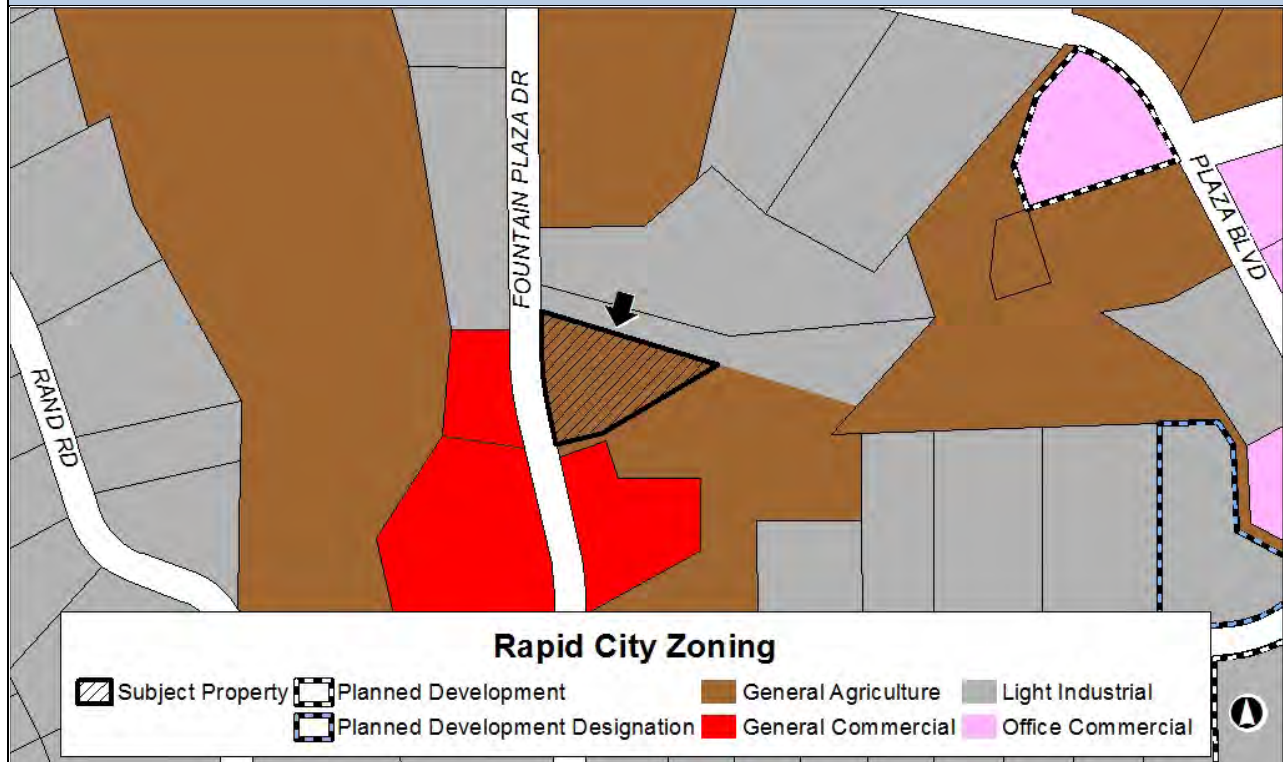 FOUNTAIN PLAZA DR
PLAZA BLVD
RAND RD
Rapid City Zoning
Subject Property Planned Development General Agriculture Light Industrial
Planned Development Designation General Commercial Office Commercial